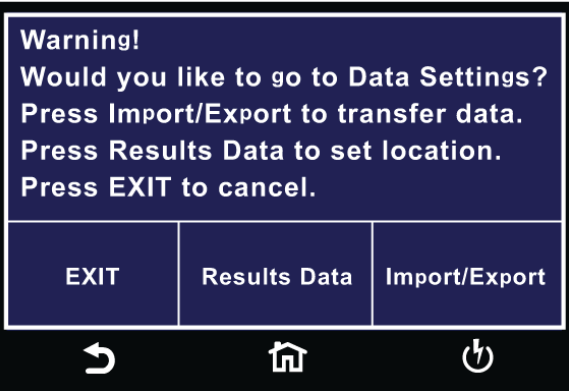 Warning!
Would you like to go to Data Settings?
Press Import/Export to transfer data.
Press Results Data to set location.
Press EXIT to cancel.
EXIT
Results Data
Import/Export